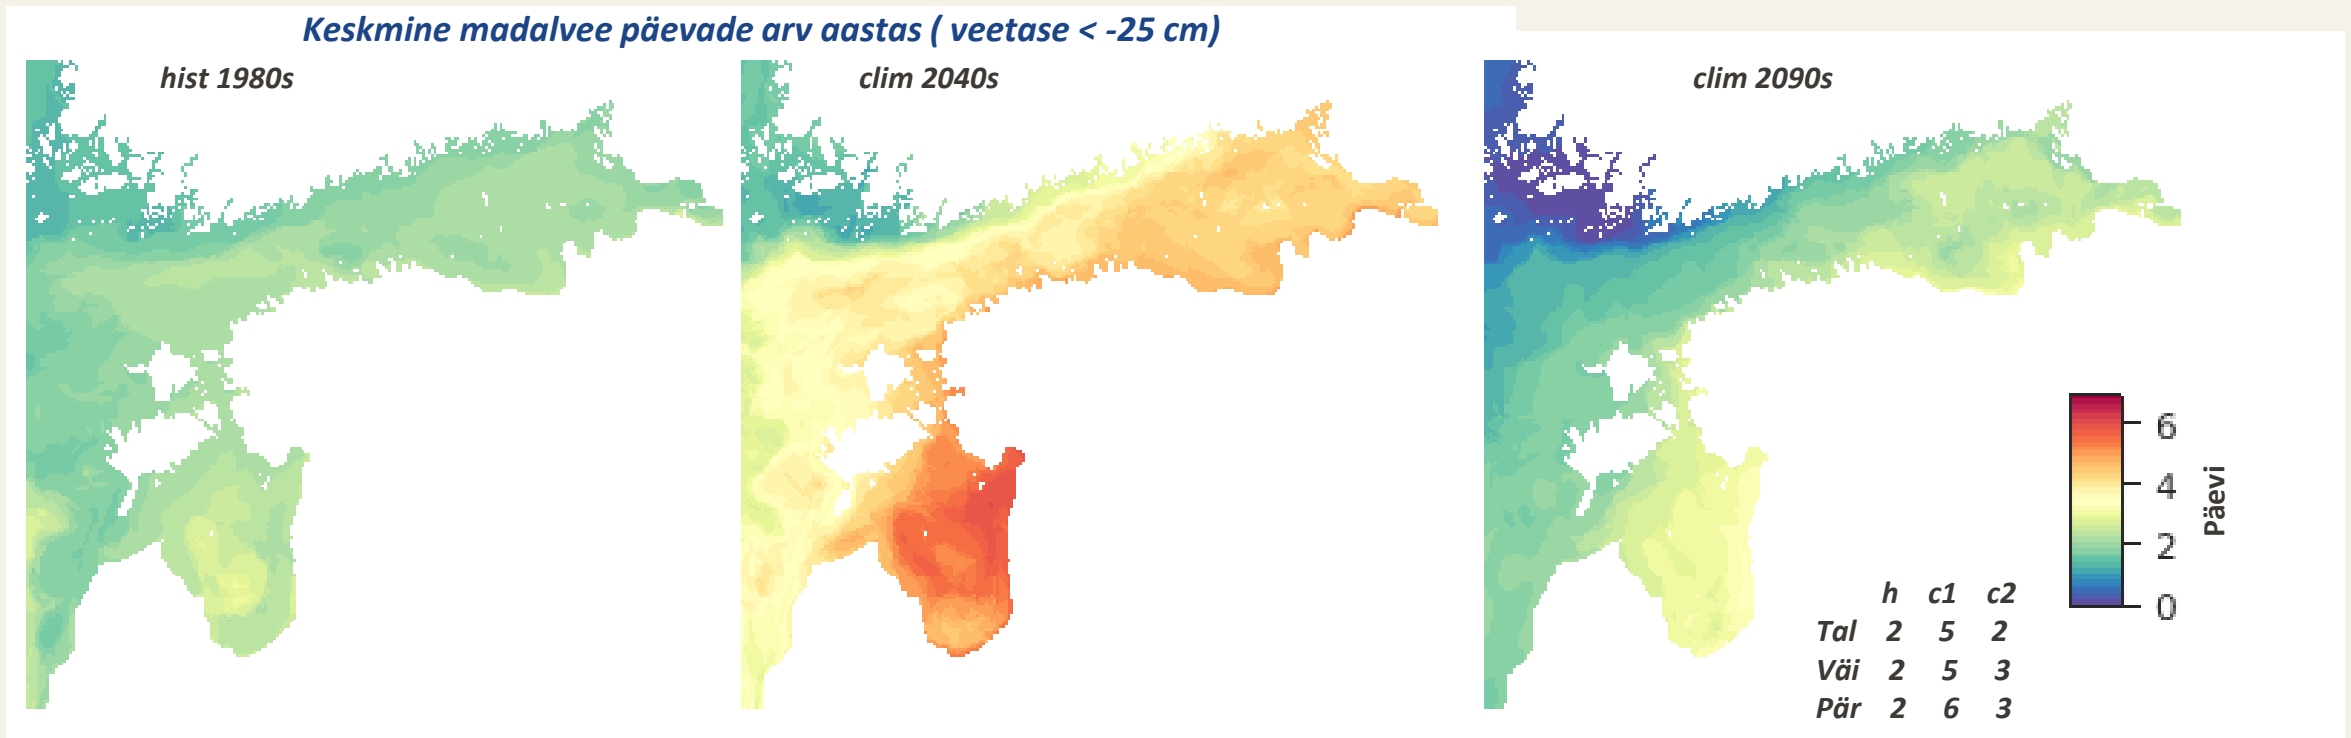 Keskmine madalvee päevade arv aastas ( veetase < -25 cm)
hist 1980s
clim 2040s
clim 2090s
6
4
2
0
Päevi
h c1 c2
Tal 2 5 2
Väi 2 5 3
Pär 2 6 3